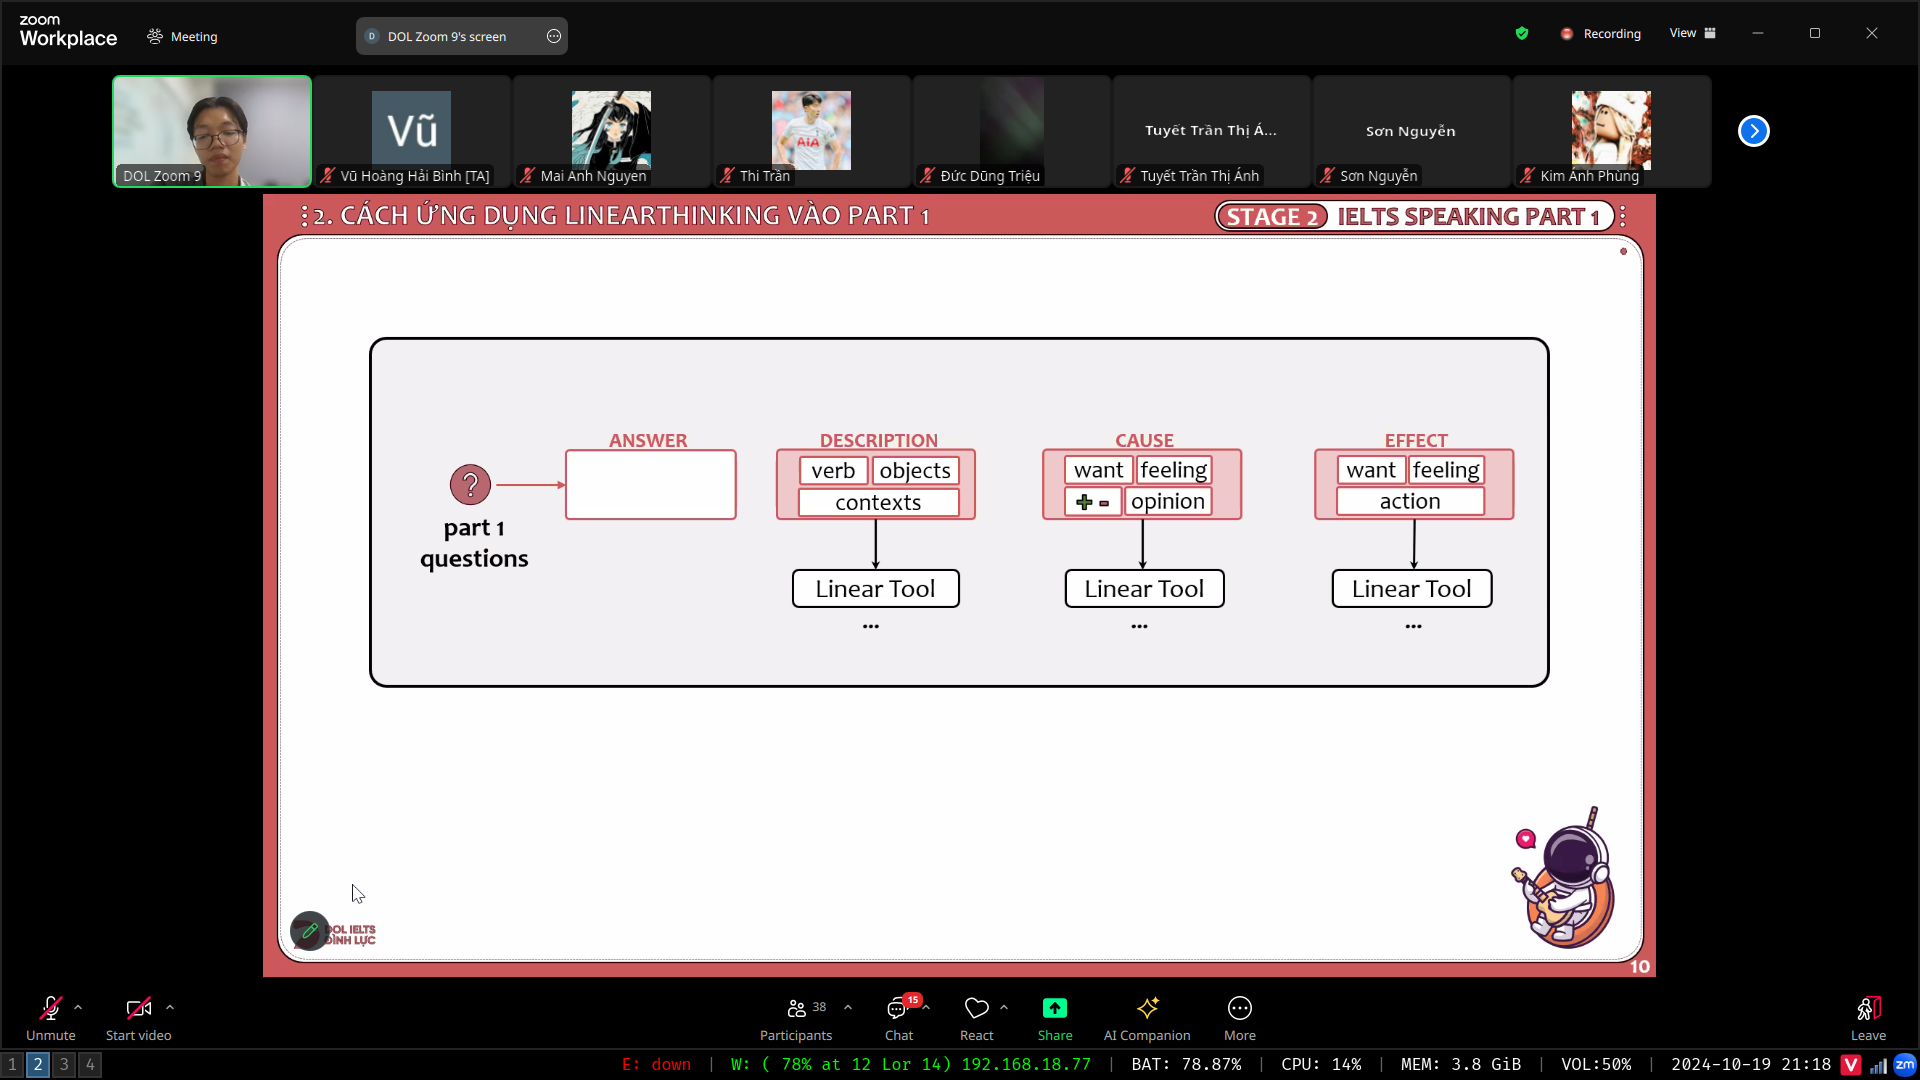 zoom
Workplace
Meeting
D
DOL Zoom 9's screen
Recording
View
DOL Zoom 9
Vũ
Vũ Hoàng Hải Bình [TA]
Mai Anh Nguyen
AIA
Thi Trần
Đức Dũng Triệu
Tuyết Trần Thị Á...
Tuyết Trần Thị Ánh
Sơn Nguyễn
Sơn Nguyễn
Kim Ánh Phùng
2. CÁCH ỨNG DỤNG LINEARTHINKING VÀO PART 1
STAGE 2 IELTS SPEAKING PART 1
ANSWER
DESCRIPTION
CAUSE
EFFECT
?
part 1
questions
verb objects
contexts
want feeling
+ - opinion
want feeling
action
Linear Tool
...
Linear Tool
...
Linear Tool
...
DOL IELTS
ĐÌNH LỰC
10
Unmute
Start video
38
Participants
15
Chat
React
Share
AI Companion
More
Leave
1 2 3 4
E: down | W: ( 78% at 12 Lor 14) 192.168.18.77 | BAT: 78.87% | CPU: 14% | MEM: 3.8 GiB | VOL:50% | 2024-10-19 21:18 V zm